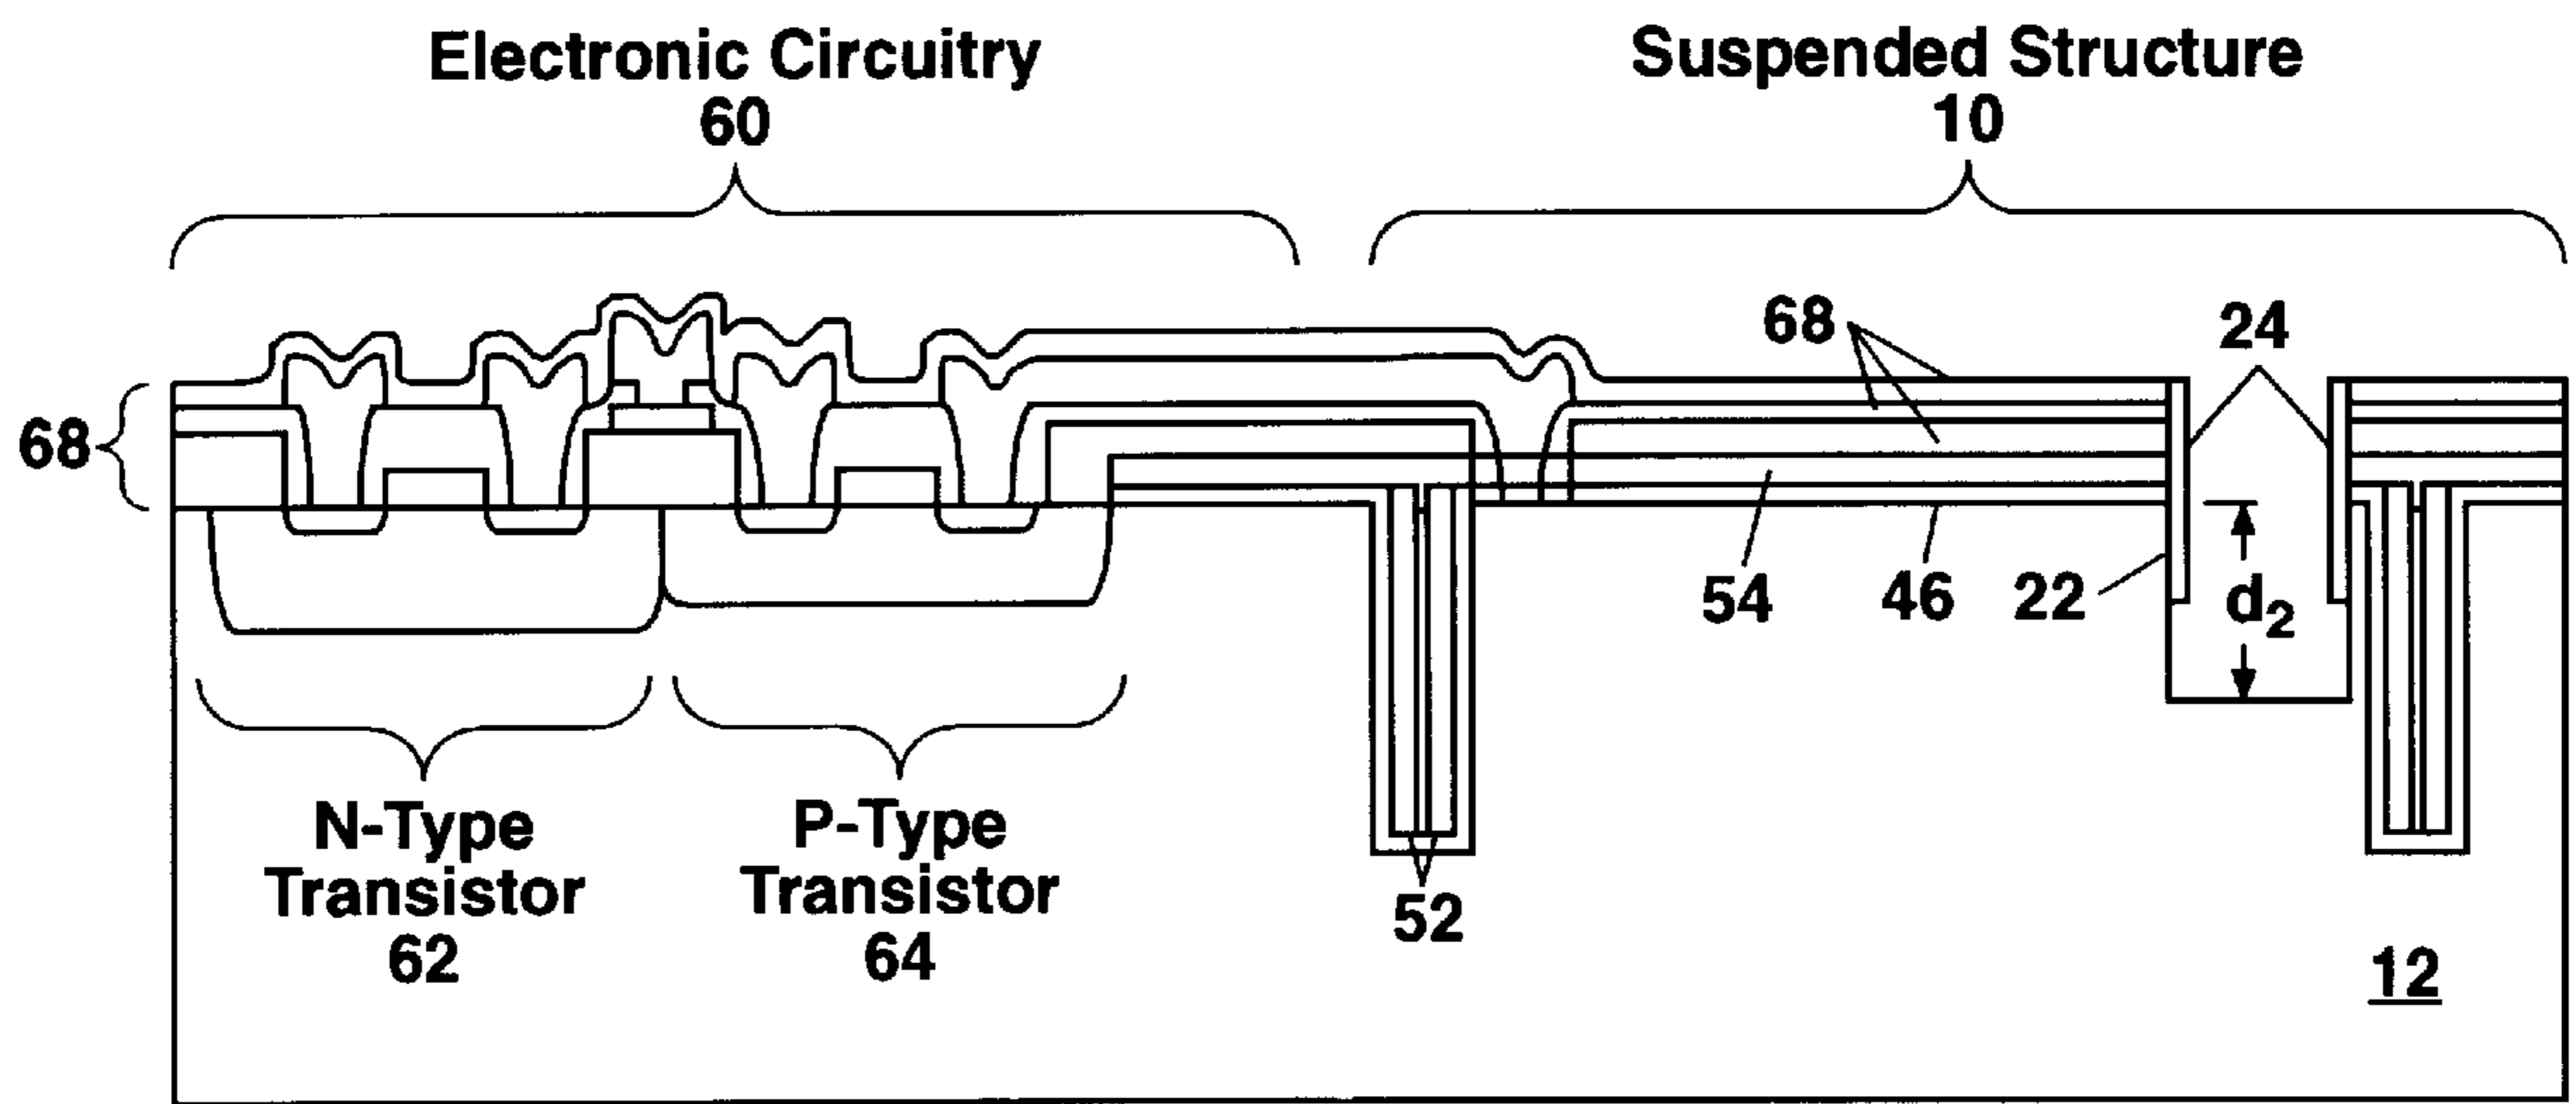 Electronic Circuitry
60
Suspended Structure
10
68
24
68
54
46
22
d2
N-Type
Transistor
62
P-Type
Transistor
64
52
12